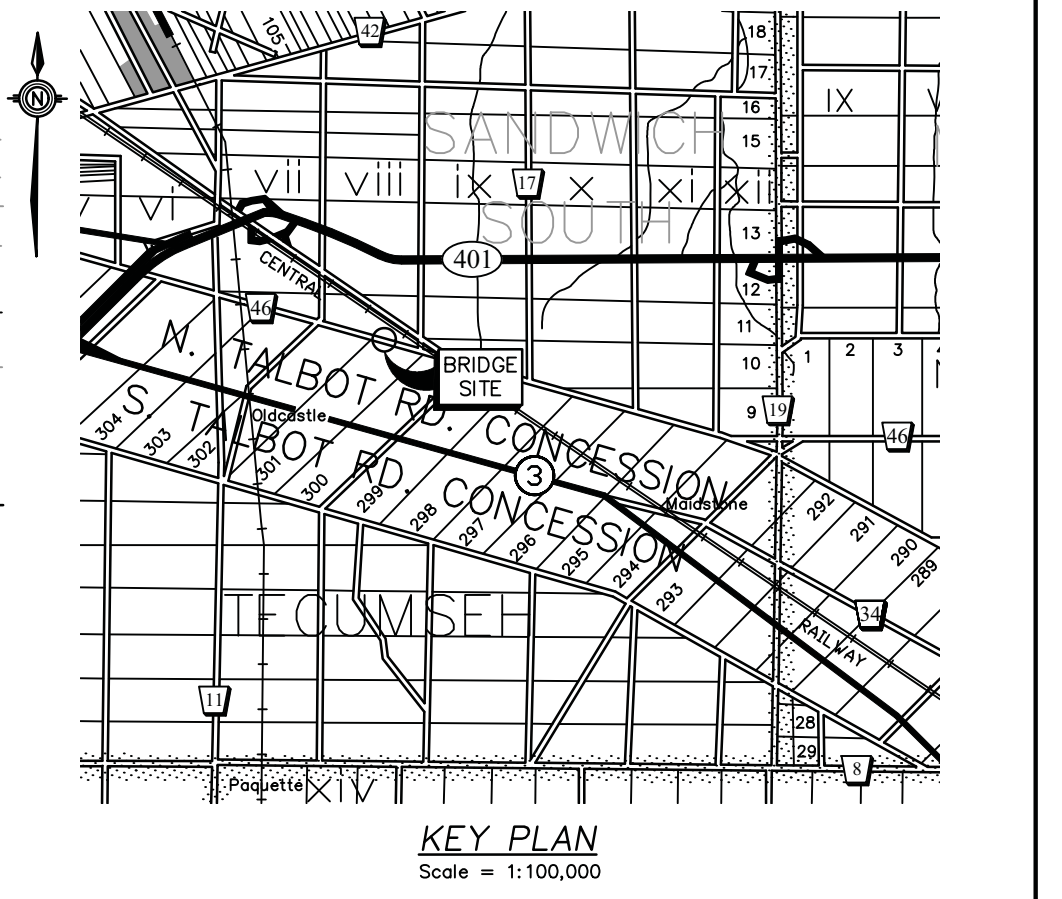 42
105
18
17
16
15
13
12
11
10
9
IX
SANDWICH
SOUTH
vi
vii
viii
ix
17
x
xi
xii
N
401
CENTRAL
46
BRIDGE
SITE
1
2
3
19
46
N. TALBOT RD. CONCESSION
S. TALBOT RD. CONCESSION
Oldcastle
3
Maidstone
304
303
302
301
300
299
298
297
296
295
294
293
292
291
290
289
34
RAILWAY
TECUMSEH
11
28
29
8
Paquette
XIV
KEY PLAN
Scale = 1:100,000